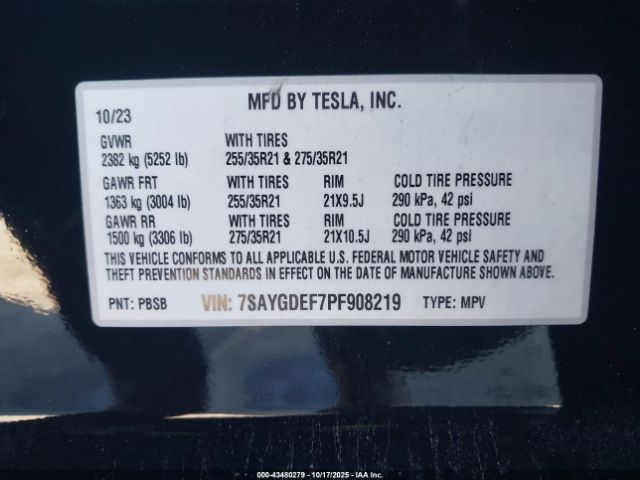 MFD BY TESLA, INC.
10/23
GVWR WITH TIRES
2382 kg (5252 lb) 255/35R21 & 275/35R21
GAWR FRT WITH TIRES RIM COLD TIRE PRESSURE
1363 kg (3004 lb) 255/35R21 21X9.5J 290 kPa, 42 psi
GAWR RR WITH TIRES RIM COLD TIRE PRESSURE
1500 kg (3306 lb) 275/35R21 21X10.5J 290 kPa, 42 psi
THIS VEHICLE CONFORMS TO ALL APPLICABLE U.S. FEDERAL MOTOR VEHICLE SAFETY AND
THEFT PREVENTION STANDARDS IN EFFECT ON THE DATE OF MANUFACTURE SHOWN ABOVE.
PNT: PBSB VIN: 7SAYGDEF7PF908219 TYPE: MPV
000-43480279 - 10/17/2025 - IAAI Copyright